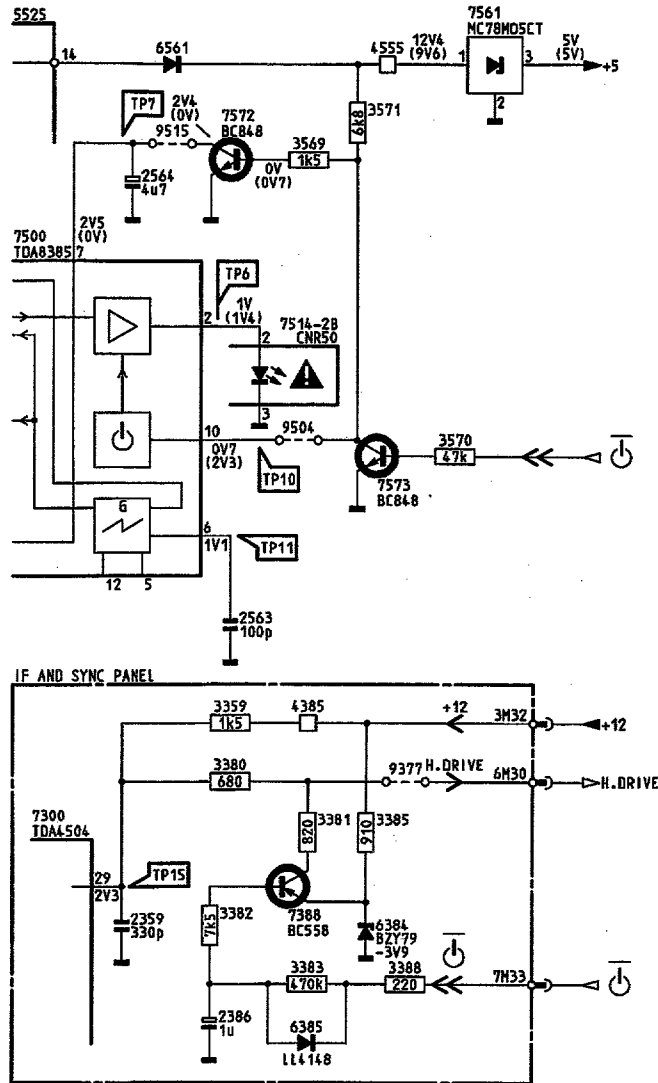 5525
14
6561
4555
12V4
(9V6)
7561
MC78M05CT
1
3
2
5V
(5V)
+5
3571
6k8
TP7
2V4
(0V)
7572
BC848
9515
3569
1k5
0V
(0V7)
2564
4u7
2V5
(0V)
7500
TDA8385
7
TP6
1V
(1V4)
2
7514-2B
CNR50
2
3
9504
10
0V7
(2V3)
TP10
3570
47k
7573
BC848
G
6
1V1
TP11
12
5
2563
100p
IF AND SYNC PANEL
3359
1k5
4385
+12
3M32
+12
3380
680
9377
H.DRIVE
6M30
H.DRIVE
3381
820
3385
910
7300
TDA4504
29
2V3
TP15
2359
330p
3382
7k5
7388
BC558
6384
BZY79
-3V9
3383
470k
3388
220
7M33
2386
1u
6385
LL4148